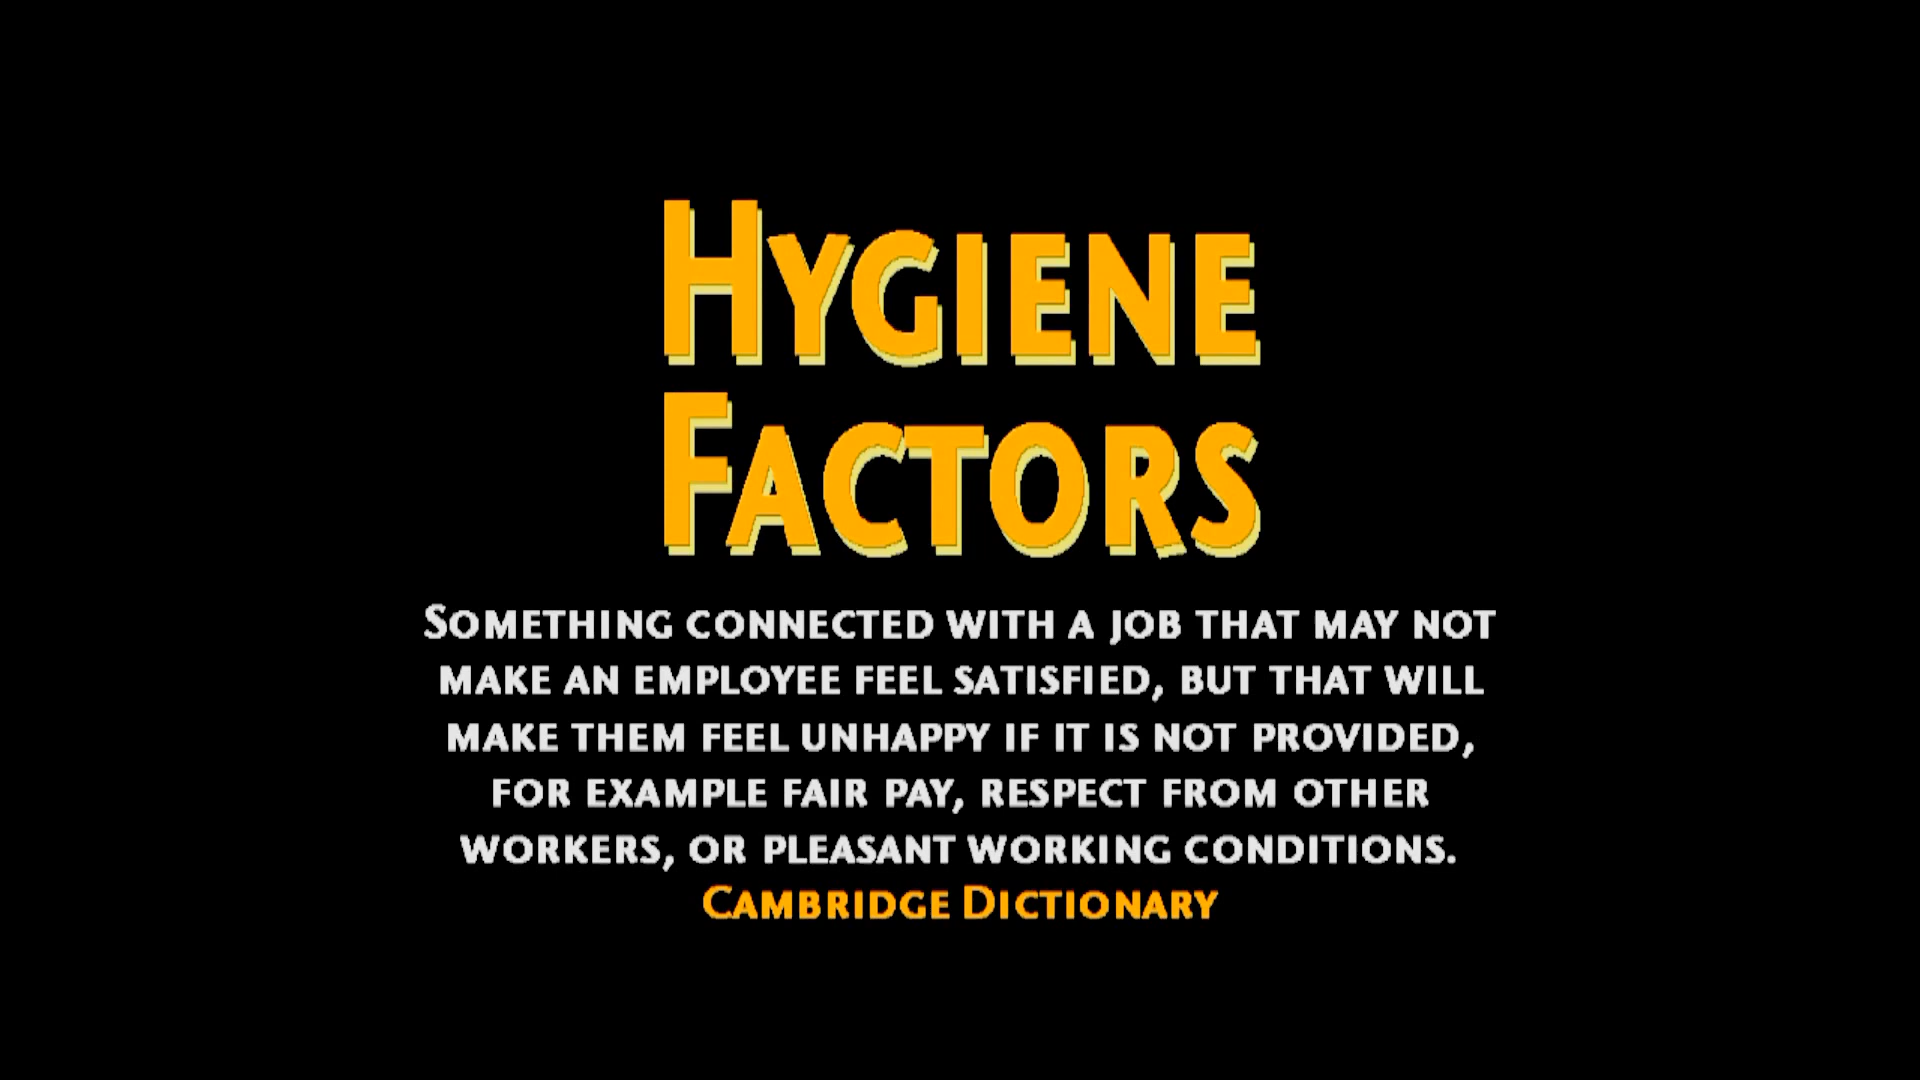 Hygiene
Factors
Something connected with a job that may not
make an employee feel satisfied, but that will
make them feel unhappy if it is not provided,
for example fair pay, respect from other
workers, or pleasant working conditions.
Cambridge Dictionary